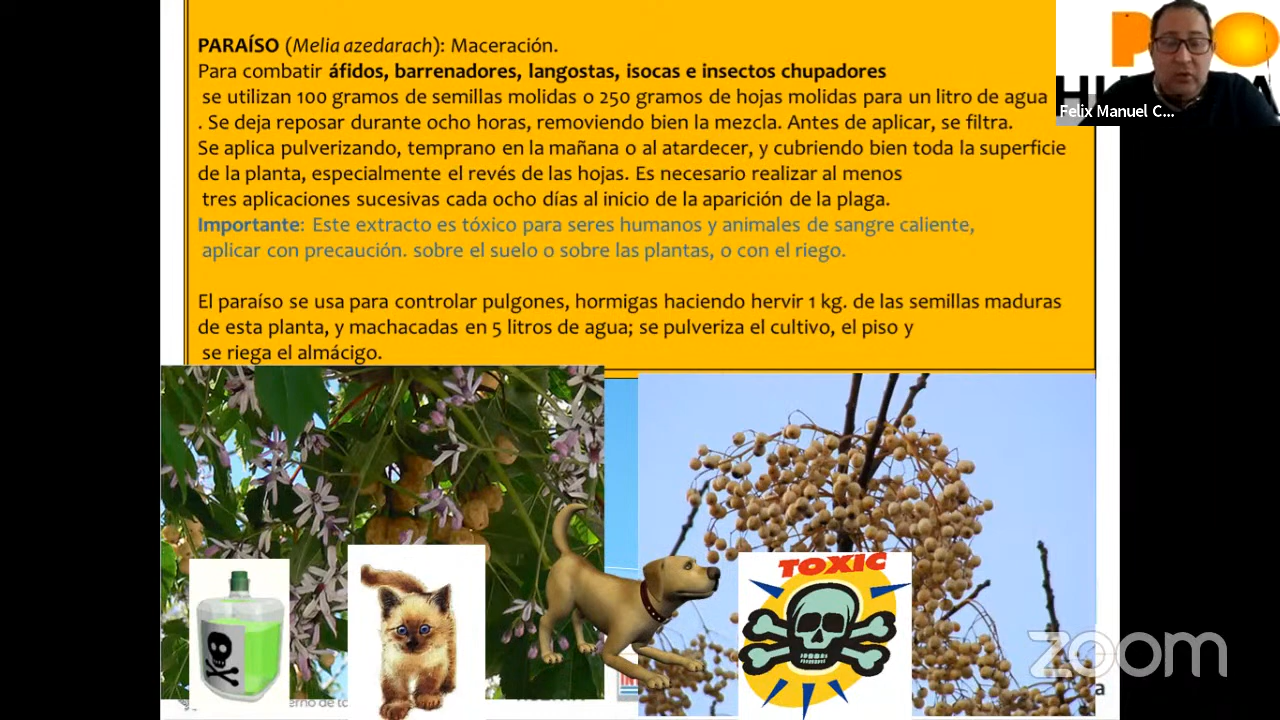 PARAÍSO (Melia azedarach): Maceración.
Para combatir áfidos, barrenadores, langostas, isocas e insectos chupadores
se utilizan 100 gramos de semillas molidas o 250 gramos de hojas molidas para un litro de agua
. Se deja reposar durante ocho horas, removiendo bien la mezcla. Antes de aplicar, se filtra.
Se aplica pulverizando, temprano en la mañana o al atardecer, y cubriendo bien toda la superficie
de la planta, especialmente el revés de las hojas. Es necesario realizar al menos
tres aplicaciones sucesivas cada ocho días al inicio de la aparición de la plaga.
Importante: Este extracto es tóxico para seres humanos y animales de sangre caliente,
aplicar con precaución. sobre el suelo o sobre las plantas, o con el riego.
El paraíso se usa para controlar pulgones, hormigas haciendo hervir 1 kg. de las semillas maduras
de esta planta, y machacadas en 5 litros de agua; se pulveriza el cultivo, el piso y
se riega el almácigo.
Felix Manuel C...
TOXIC
zoom